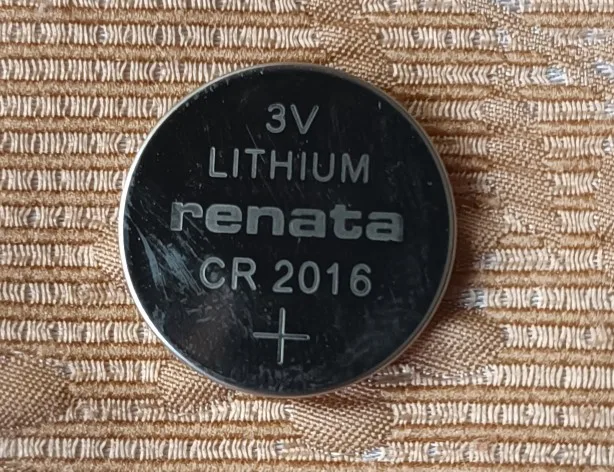 3V
LITHIUM
renata
CR 2016
+